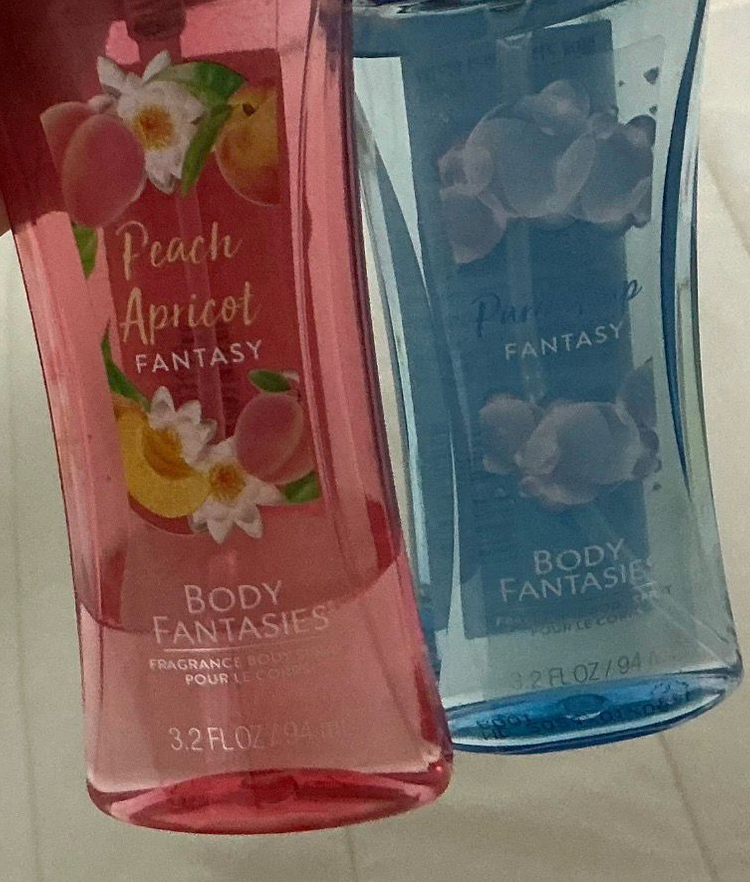 Peach
Apricot
FANTASY
BODY
FANTASIES
FRAGRANCE BODY
POUR LE CORPS
3.2 FL OZ / 94 ml
FANTASY
BODY
FANTASIES
POUR LE CORPS
3.2 FL OZ / 94